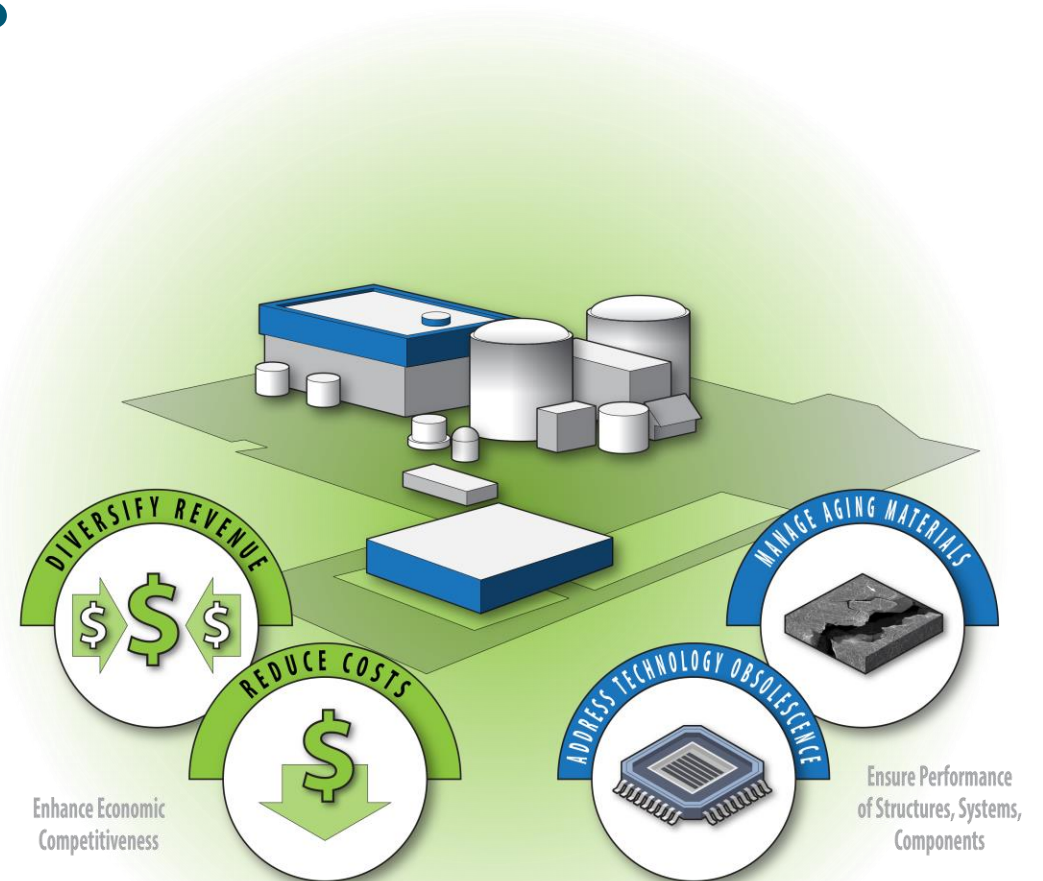 DIVERSIFY REVENUE
$ $ $
REDUCE COSTS
$
Enhance Economic
Competitiveness
MANAGE AGING MATERIALS
ADDRESS TECHNOLOGY OBSOLESCENCE
Ensure Performance
of Structures, Systems,
Components